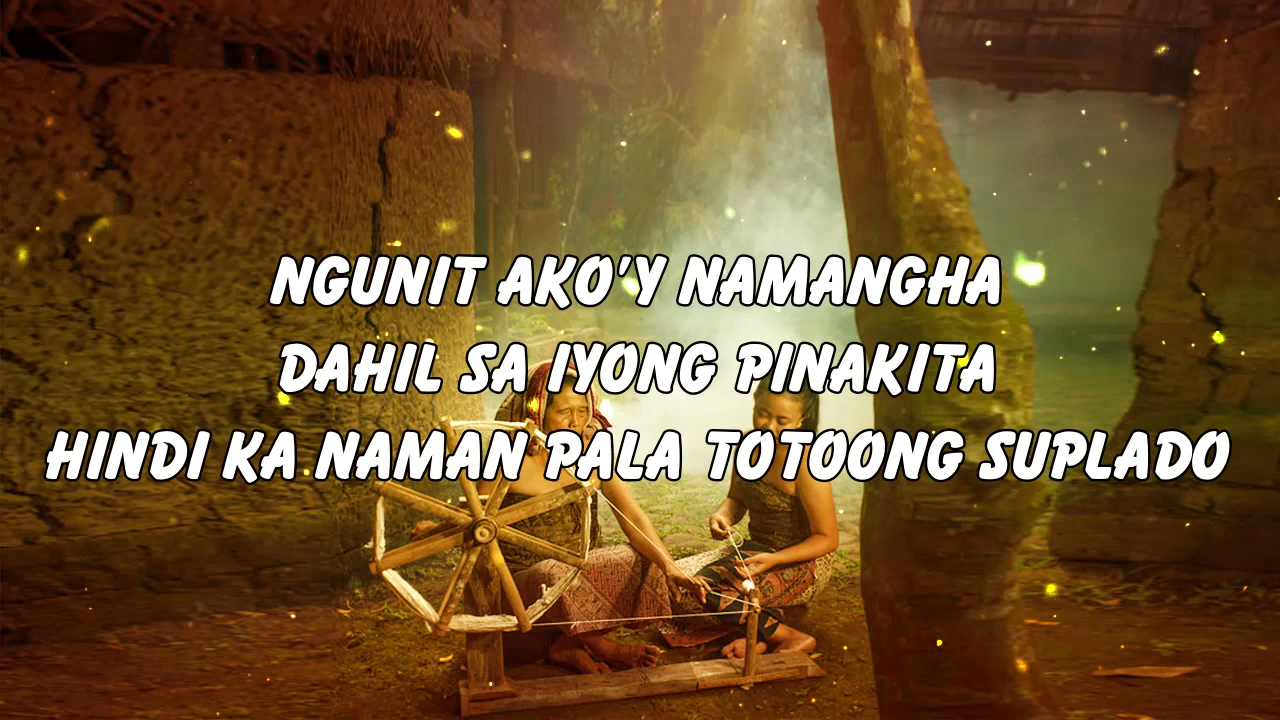 NGUNIT AKO'Y NAMANGHA
DAHIL SA IYONG PINAKITA
HINDI KA NAMAN PALA TOTOONG SUPLADO